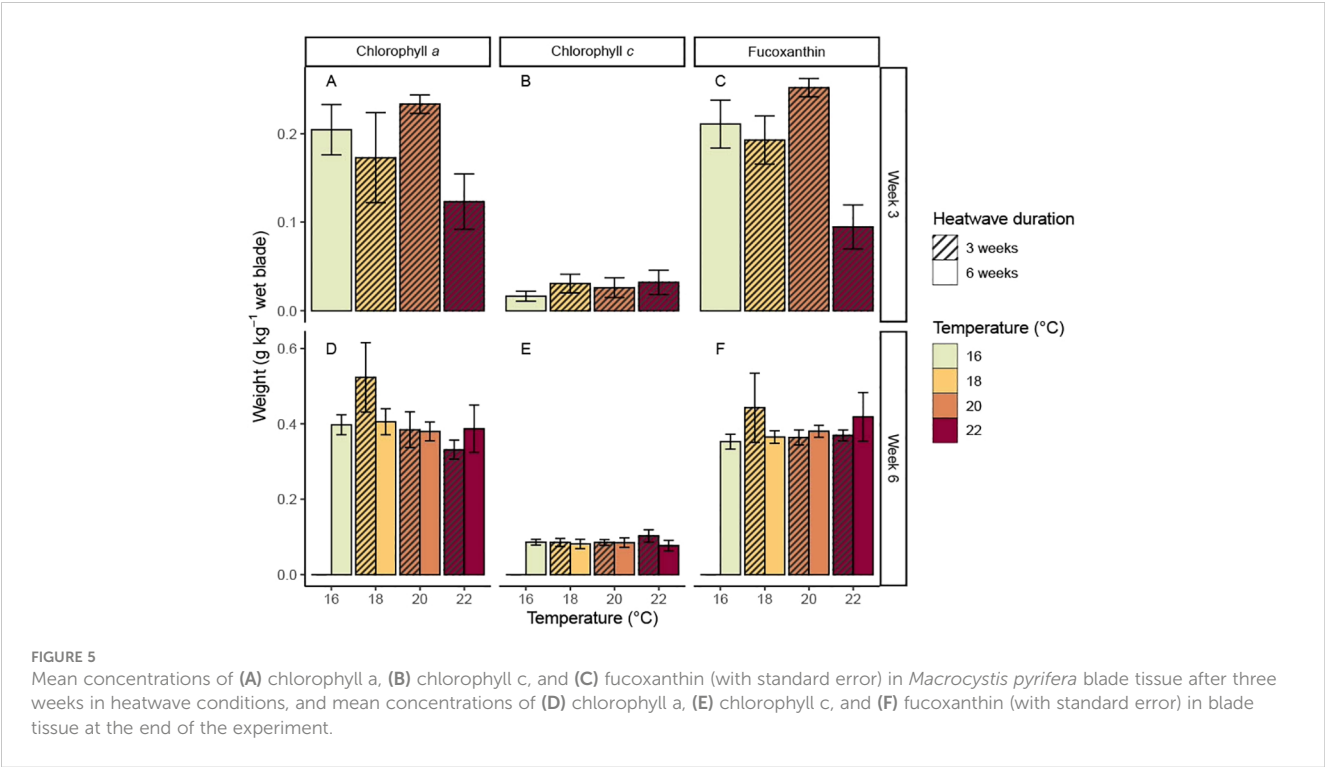 Chlorophyll a
Chlorophyll c
Fucoxanthin
A
B
C
0.2
0.1
0.0
Week 3
Weight (g kg⁻¹ wet blade)
D
E
F
0.6
0.4
0.2
0.0
Week 6
16 18 20 22
16 18 20 22
16 18 20 22
Temperature (°C)
Heatwave duration
3 weeks
6 weeks
Temperature (°C)
16
18
20
22
FIGURE 5
Mean concentrations of (A) chlorophyll a, (B) chlorophyll c, and (C) fucoxanthin (with standard error) in Macrocystis pyrifera blade tissue after three
weeks in heatwave conditions, and mean concentrations of (D) chlorophyll a, (E) chlorophyll c, and (F) fucoxanthin (with standard error) in blade
tissue at the end of the experiment.